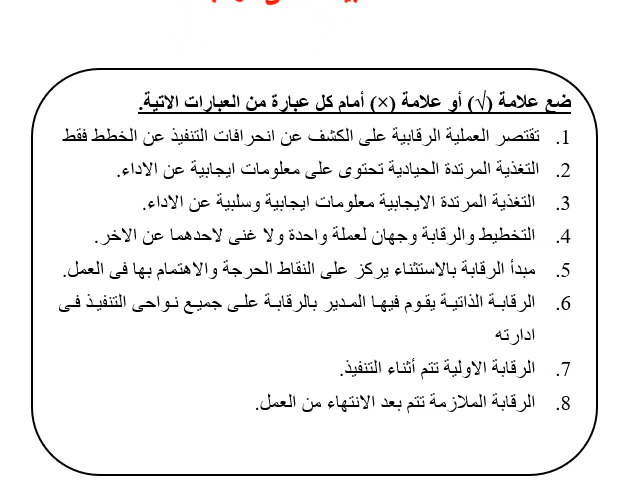 ضع علامة (√) أو علامة (×) أمام كل عبارة من العبارات الاتية.
1. تقتصر العملية الرقابية على الكشف عن انحرافات التنفيذ عن الخطط فقط
2. التغذية المرتدة الحيادية تحتوى على معلومات ايجابية عن الاداء.
3. التغذية المرتدة الايجابية معلومات ايجابية وسلبية عن الاداء.
4. التخطيط والرقابة وجهان لعملة واحدة ولا غنى لاحدهما عن الاخر.
5. مبدأ الرقابة بالاستثناء يركز على النقاط الحرجة والاهتمام بها فى العمل.
6. الرقابة الذاتية يقوم فيها المدير بالرقابة على جميع نواحى التنفيذ فى
ادارته
7. الرقابة الاولية تتم أثناء التنفيذ.
8. الرقابة الملازمة تتم بعد الانتهاء من العمل.